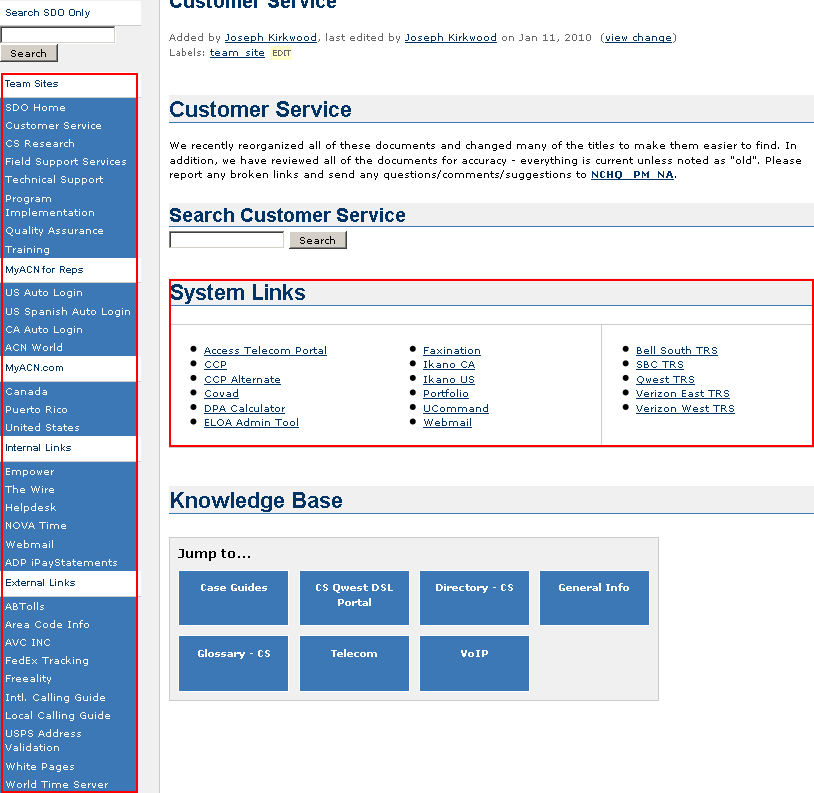 Search SDO Only
Search
Team Sites
SDO Home
Customer Service
CS Research
Field Support Services
Technical Support
Program
Implementation
Quality Assurance
Training
MyACN for Reps
US Auto Login
US Spanish Auto Login
CA Auto Login
ACN World
MyACN.com
Canada
Puerto Rico
United States
Internal Links
Empower
The Wire
Helpdesk
NOVA Time
Webmail
ADP iPayStatements
External Links
ABTolls
Area Code Info
AVC INC
FedEx Tracking
Freeality
Intl. Calling Guide
Local Calling Guide
USPS Address
Validation
White Pages
World Time Server
Customer Service
Added by Joseph Kirkwood, last edited by Joseph Kirkwood on Jan 11, 2010 (view change)
Labels: team_site EDIT
Customer Service
We recently reorganized all of these documents and changed many of the titles to make them easier to find. In
addition, we have reviewed all of the documents for accuracy - everything is current unless noted as "old". Please
report any broken links and send any questions/comments/suggestions to NCHQ_PM_NA.
Search Customer Service
Search
System Links
Access Telecom Portal
CCP
CCP Alternate
Covad
DPA Calculator
ELOA Admin Tool
Faxination
Ikano CA
Ikano US
Portfolio
UCommand
Webmail
Bell South TRS
SBC TRS
Qwest TRS
Verizon East TRS
Verizon West TRS
Knowledge Base
Jump to...
Case Guides
CS Qwest DSL
Portal
Directory - CS
General Info
Glossary - CS
Telecom
VoIP